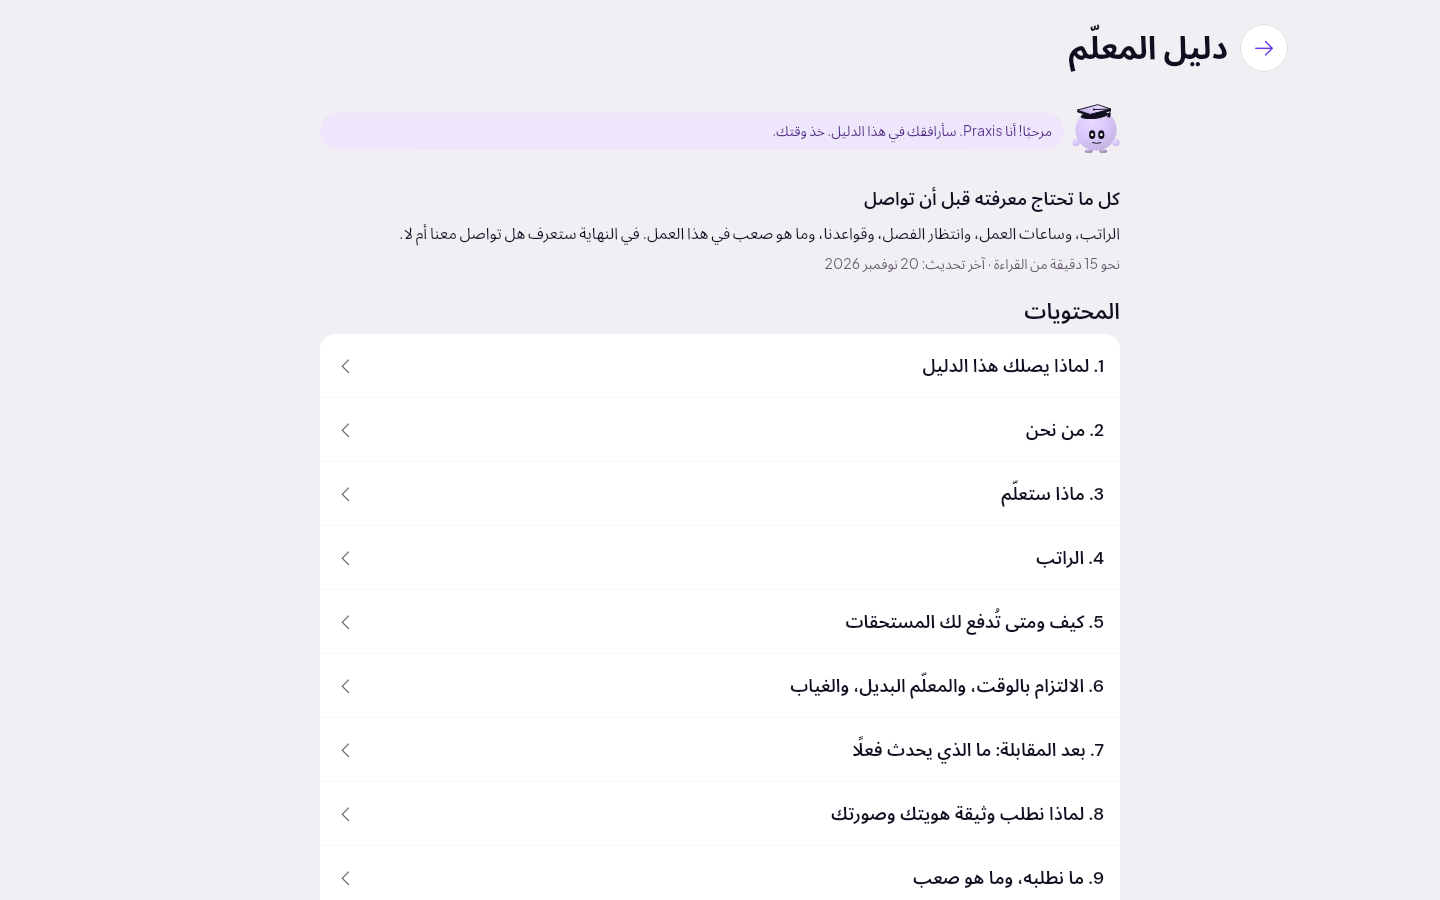 دليل المعلّم
مرحبًا! أنا Praxis. سأرافقك في هذا الدليل. خذ وقتك.
كل ما تحتاج معرفته قبل أن تواصل
الراتب، وساعات العمل، وانتظار الفصل، وقواعدنا، وما هو صعب في هذا العمل. في النهاية ستعرف هل تواصل معنا أم لا.
نحو 15 دقيقة من القراءة · آخر تحديث: 20 نوفمبر 2026
المحتويات
1. لماذا يصلك هذا الدليل
2. من نحن
3. ماذا ستعلّم
4. الراتب
5. كيف ومتى تُدفع لك المستحقات
6. الالتزام بالوقت، والمعلّم البديل، والغياب
7. بعد المقابلة: ما الذي يحدث فعلًا
8. لماذا نطلب وثيقة هويتك وصورتك
9. ما نطلبه، وما هو صعب